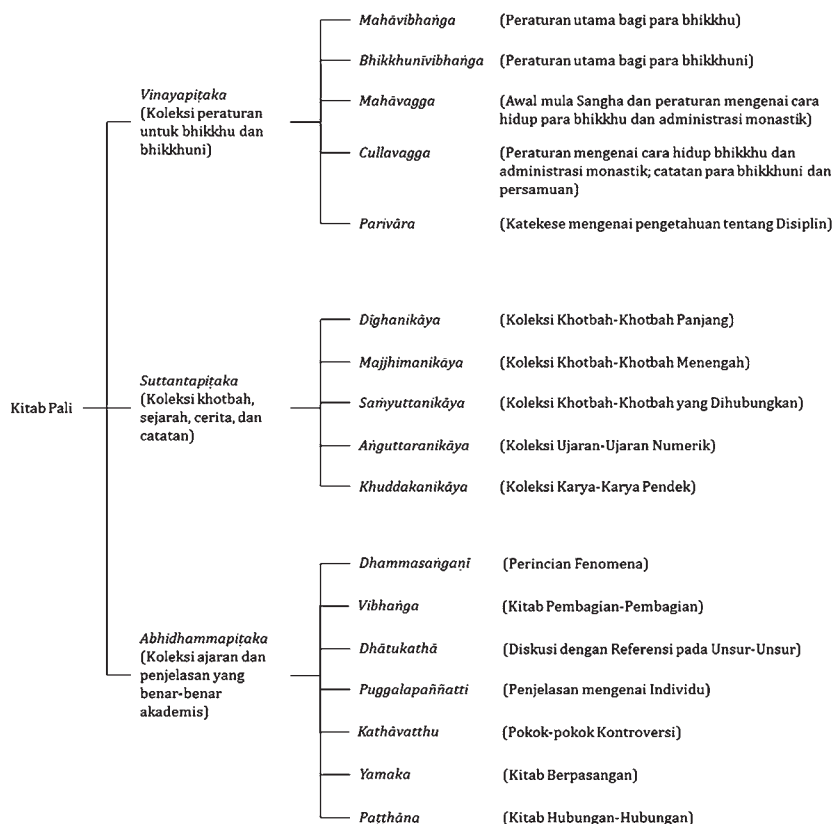 Kitab Pali
Vinayapiṭaka
(Koleksi peraturan
untuk bhikkhu dan
bhikkhuni)
Mahāvibhaṅga (Peraturan utama bagi para bhikkhu)
Bhikkhunīvibhaṅga (Peraturan utama bagi para bhikkhuni)
Mahāvagga (Awal mula Sangha dan peraturan mengenai cara
hidup para bhikkhu dan administrasi monastik)
Cullavagga (Peraturan mengenai cara hidup bhikkhu dan
administrasi monastik; catatan para bhikkhuni dan
persamuan)
Parivāra (Katekese mengenai pengetahuan tentang Disiplin)
Suttantapiṭaka
(Koleksi khotbah,
sejarah, cerita, dan
catatan)
Dīghanikāya (Koleksi Khotbah-Khotbah Panjang)
Majjhimanikāya (Koleksi Khotbah-Khotbah Menengah)
Saṁyuttanikāya (Koleksi Khotbah-Khotbah yang Dihubungkan)
Aṅguttaranikāya (Koleksi Ujaran-Ujaran Numerik)
Khuddakanikāya (Koleksi Karya-Karya Pendek)
Abhidhammapiṭaka
(Koleksi ajaran dan
penjelasan yang
benar-benar
akademis)
Dhammasaṅgaṇī (Perincian Fenomena)
Vibhaṅga (Kitab Pembagian-Pembagian)
Dhātukathā (Diskusi dengan Referensi pada Unsur-Unsur)
Puggalapaññatti (Penjelasan mengenai Individu)
Kathāvatthu (Pokok-pokok Kontroversi)
Yamaka (Kitab Berpasangan)
Paṭṭhāna (Kitab Hubungan-Hubungan)